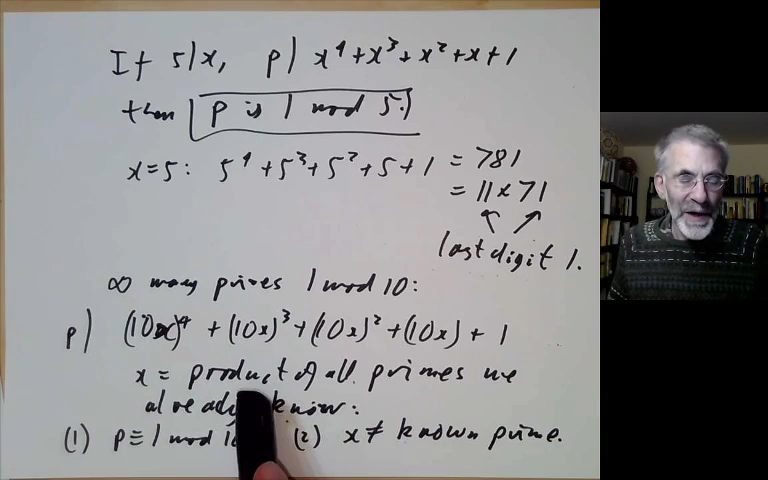 If 5|x, p| x⁴+x³+x²+x+1
then p is 1 mod 5.
x=5: 5⁴+5³+5²+5+1 = 781
= 11×71
last digit 1.
∞ many primes 1 mod 10:
p| (10x)⁴ + (10x)³+(10x)²+(10x)+1
x = product of all primes we
already know:
(1) p≡1 mod (2) x≠ known prime.